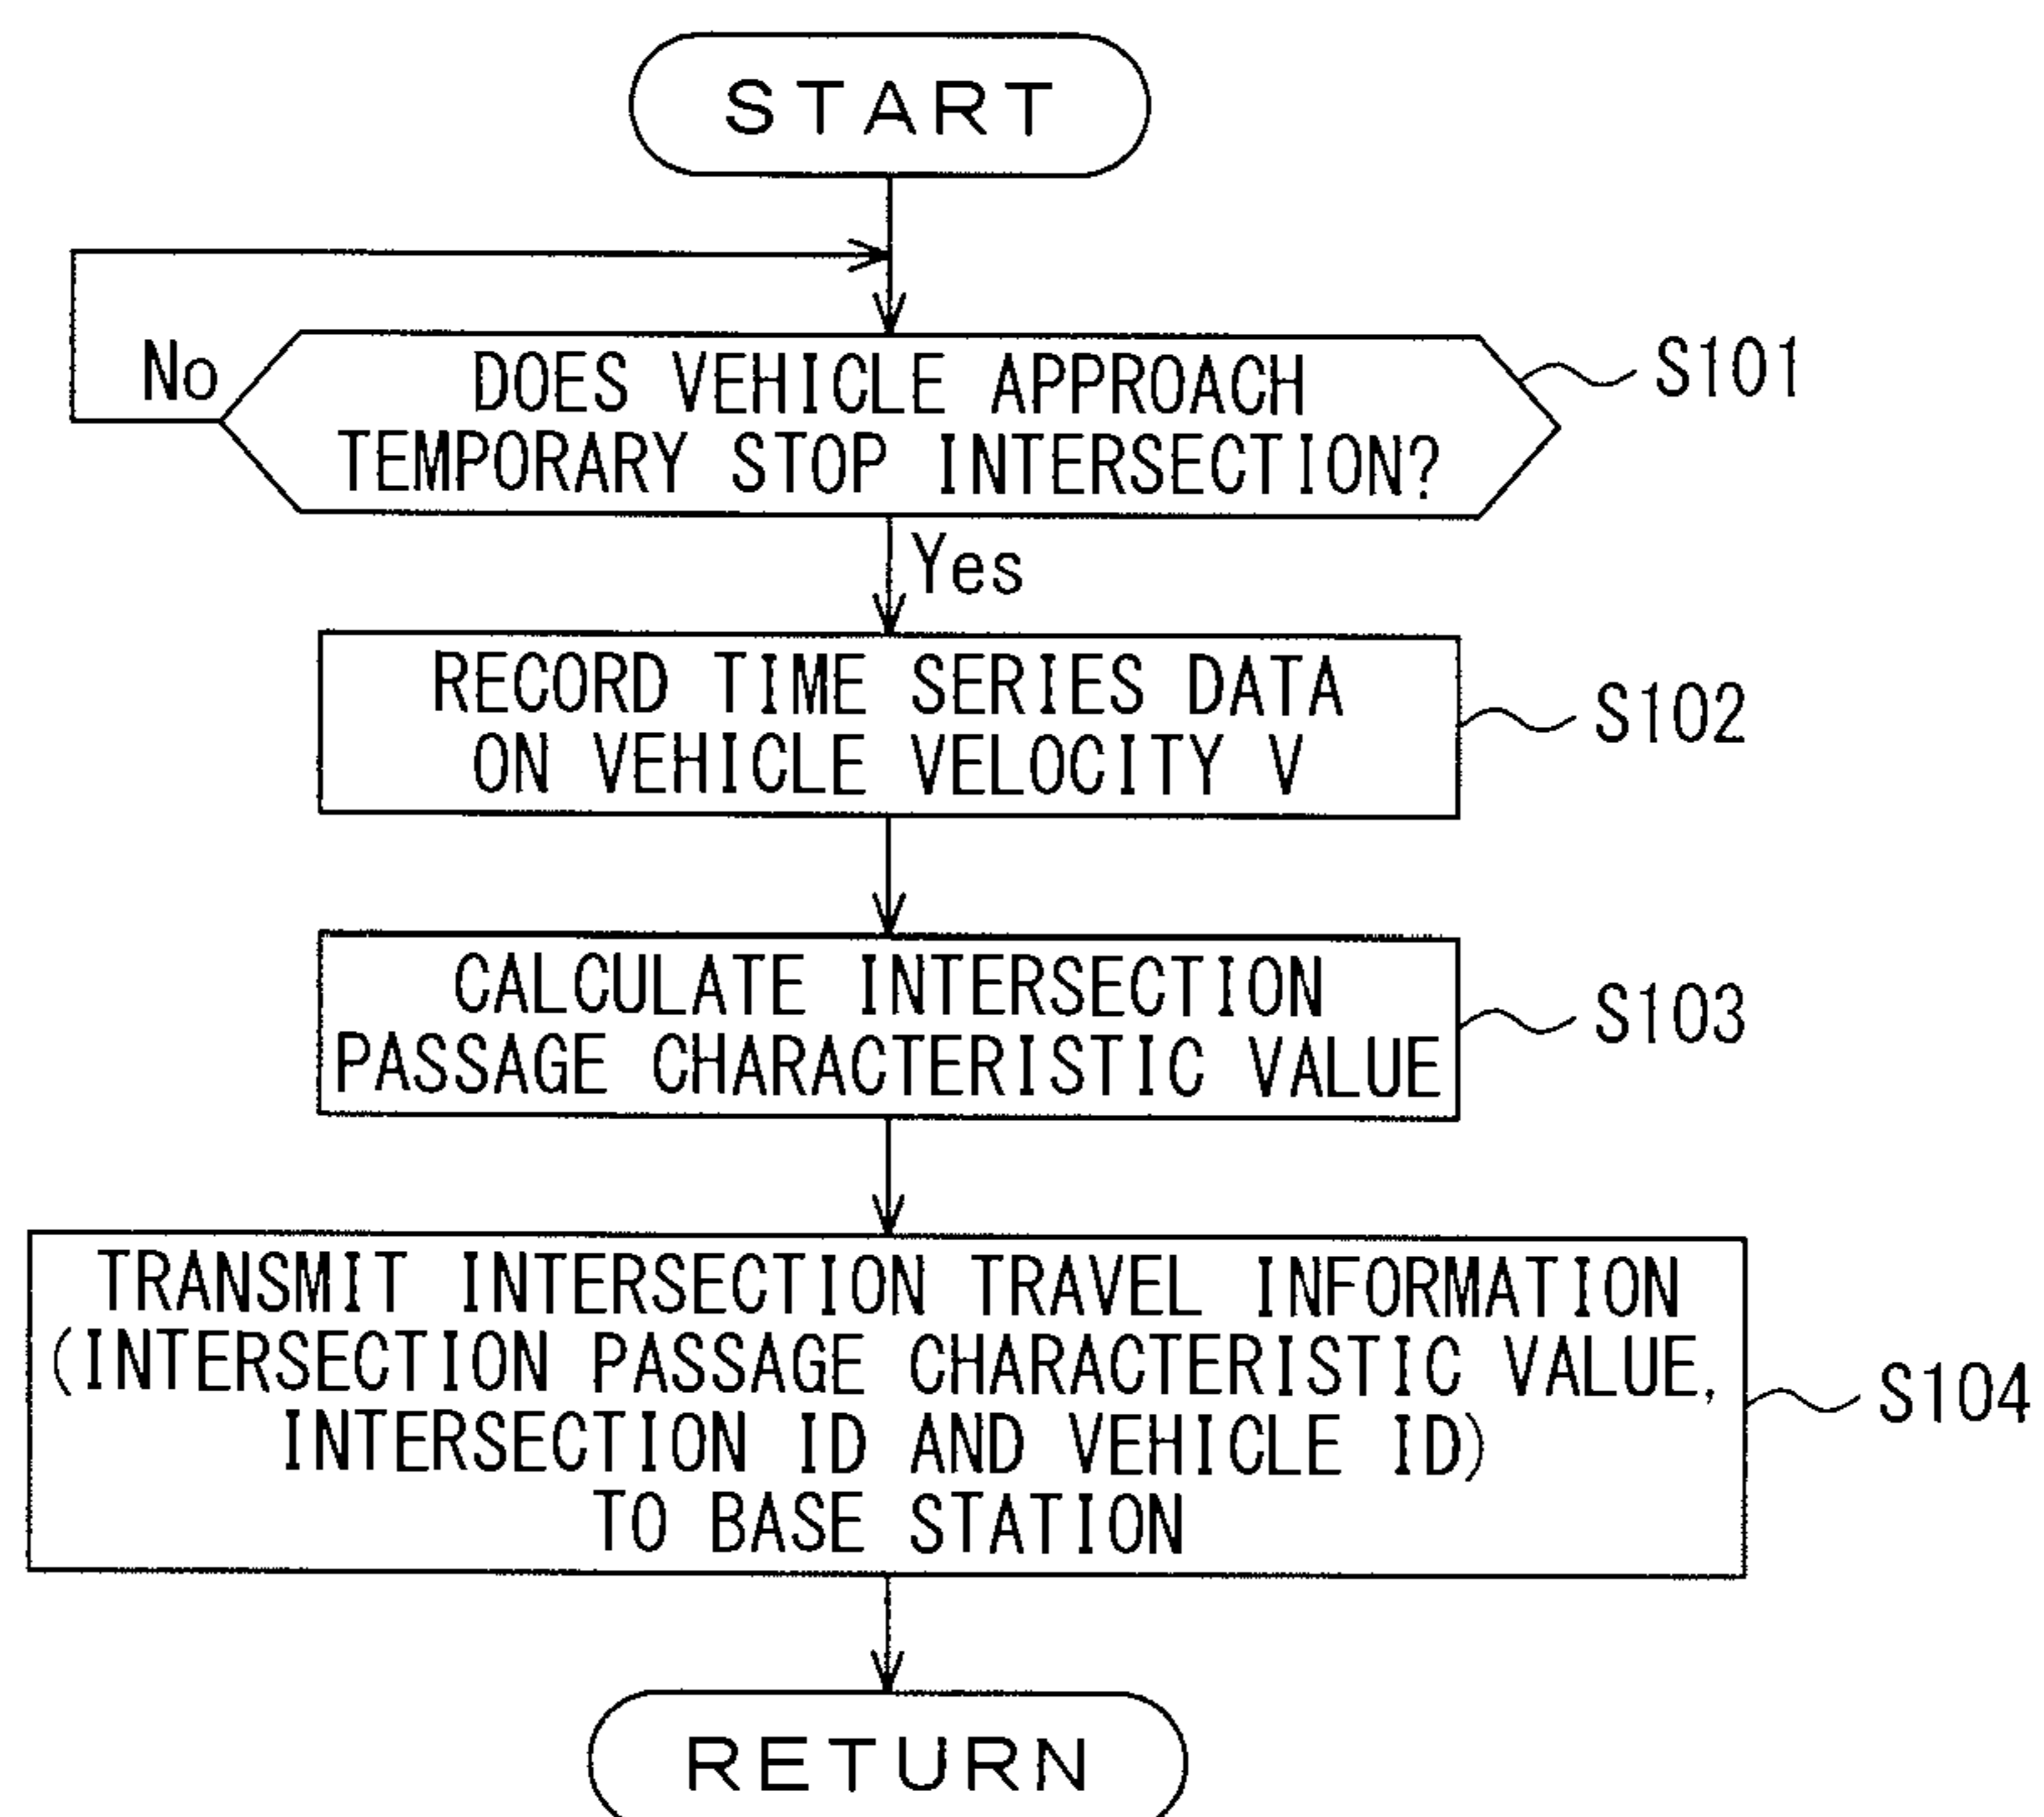 START
No
DOES VEHICLE APPROACH
TEMPORARY STOP INTERSECTION?
S101
Yes
RECORD TIME SERIES DATA
ON VEHICLE VELOCITY V
S102
CALCULATE INTERSECTION
PASSAGE CHARACTERISTIC VALUE
S103
TRANSMIT INTERSECTION TRAVEL INFORMATION
(INTERSECTION PASSAGE CHARACTERISTIC VALUE,
INTERSECTION ID AND VEHICLE ID)
TO BASE STATION
S104
RETURN